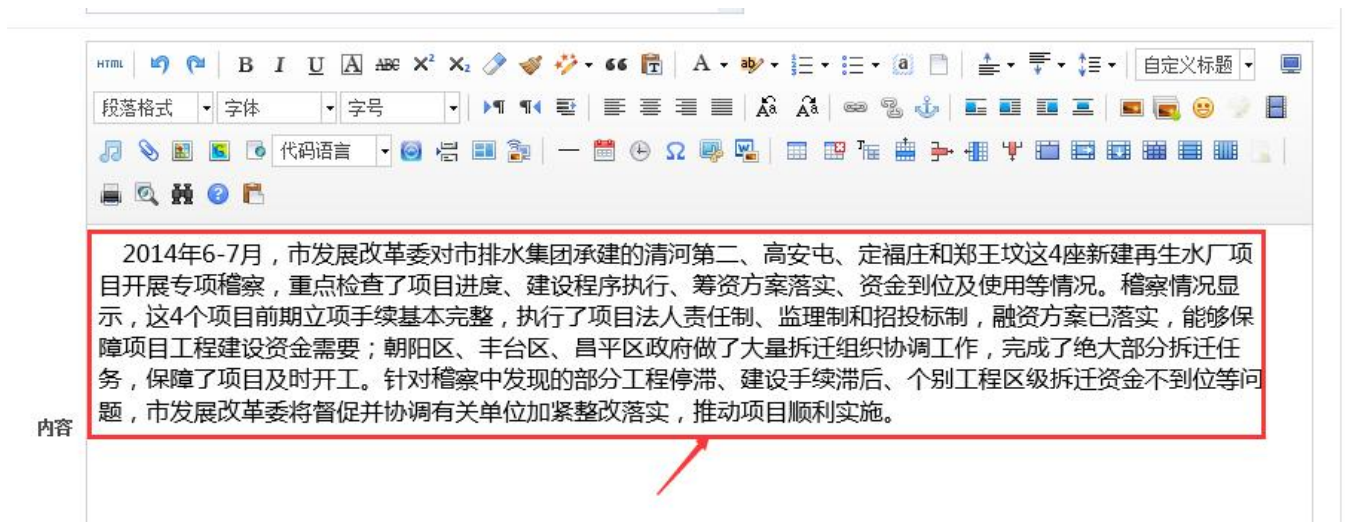 HTML B I U A ABC X² X₂ 66 A ab a 自定义标题
段落格式 字体 字号 Aa Aa
代码语言 Ω W
2014年6-7月，市发展改革委对市排水集团承建的清河第二、高安屯、定福庄和郑王坟这4座新建再生水厂项
目开展专项稽察，重点检查了项目进度、建设程序执行、筹资方案落实、资金到位及使用等情况。稽察情况显
示，这4个项目前期立项手续基本完整，执行了项目法人责任制、监理制和招投标制，融资方案已落实，能够保
障项目工程建设资金需要；朝阳区、丰台区、昌平区政府做了大量拆迁组织协调工作，完成了绝大部分拆迁任
务，保障了项目及时开工。针对稽察中发现的部分工程停滞、建设手续滞后、个别工程区级拆迁资金不到位等问
题，市发展改革委将督促并协调有关单位加紧整改落实，推动项目顺利实施。
内容